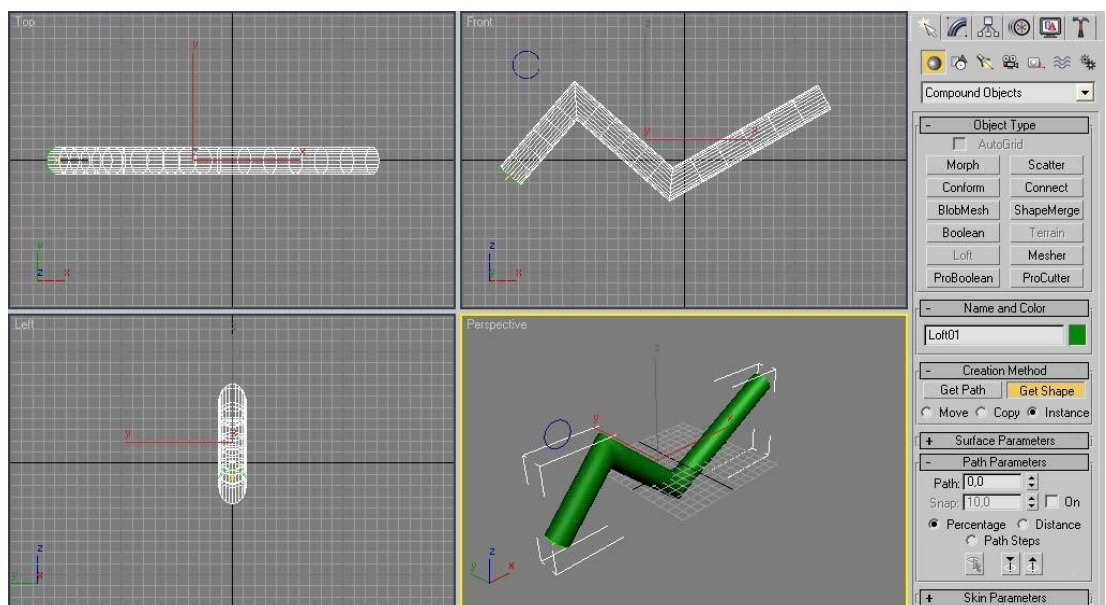 Top
y
x
y
z x
Front
z
y x
z
y x
Left
y
z
y x
Perspective
z
y x
z
y x
Compound Objects
- Object Type
AutoGrid
Morph Scatter
Conform Connect
BlobMesh ShapeMerge
Boolean Terrain
Loft Mesher
ProBoolean ProCutter
- Name and Color
Loft01
- Creation Method
Get Path Get Shape
Move Copy Instance
+ Surface Parameters
- Path Parameters
Path: 0,0
Snap: 10,0 On
Percentage Distance
Path Steps
+ Skin Parameters